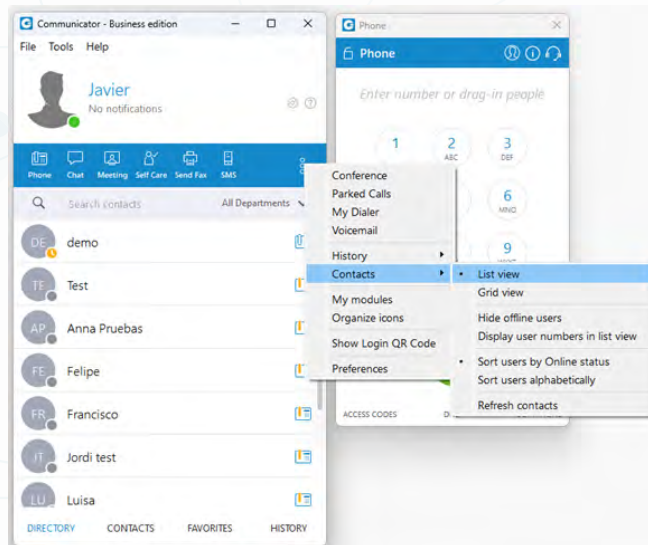 Communicator - Business edition
File Tools Help
Javier
No notifications
Phone Chat Meeting Self Care Send Fax SMS
Search contacts All Departments
DE demo
TE Test
AP Anna Pruebas
FE Felipe
FR Francisco
JT Jordi test
LU Luisa
DIRECTORY CONTACTS FAVORITES HISTORY
Phone
Phone
Enter number or drag-in people
1 2 3
ABC DEF
6
MNO
9
ACCESS CODES
Conference
Parked Calls
My Dialer
Voicemail
History
Contacts
My modules
Organize icons
Show Login QR Code
Preferences
List view
Grid view
Hide offline users
Display user numbers in list view
Sort users by Online status
Sort users alphabetically
Refresh contacts